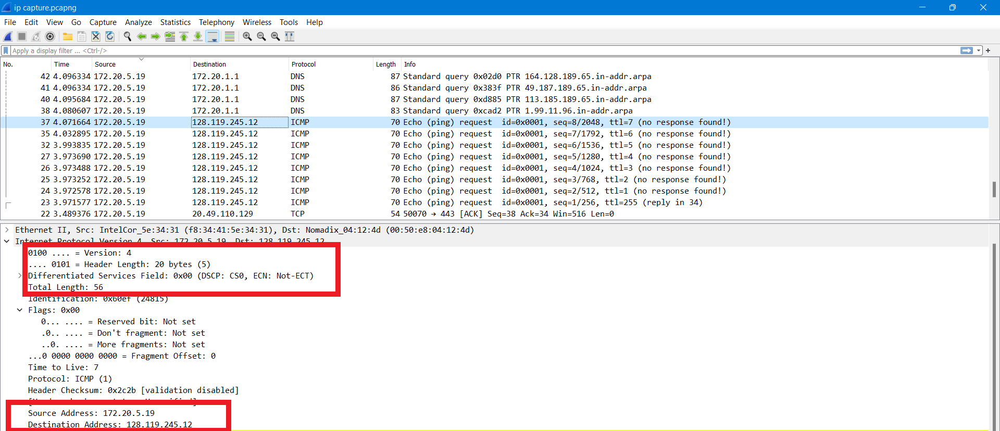 ip capture.pcapng
File Edit View Go Capture Analyze Statistics Telephony Wireless Tools Help
Apply a display filter ... <Ctrl-/>
No. Time Source Destination Protocol Length Info
42 4.096334 172.20.5.19 172.20.1.1 DNS 87 Standard query 0x02d0 PTR 164.128.189.65.in-addr.arpa
41 4.096334 172.20.5.19 172.20.1.1 DNS 86 Standard query 0x383f PTR 49.187.189.65.in-addr.arpa
40 4.095684 172.20.5.19 172.20.1.1 DNS 87 Standard query 0xd885 PTR 113.185.189.65.in-addr.arpa
38 4.080607 172.20.5.19 172.20.1.1 DNS 83 Standard query 0xcad2 PTR 1.99.11.96.in-addr.arpa
37 4.071664 172.20.5.19 128.119.245.12 ICMP 70 Echo (ping) request id=0x0001, seq=8/2048, ttl=7 (no response found!)
35 4.032895 172.20.5.19 128.119.245.12 ICMP 70 Echo (ping) request id=0x0001, seq=7/1792, ttl=6 (no response found!)
32 3.993835 172.20.5.19 128.119.245.12 ICMP 70 Echo (ping) request id=0x0001, seq=6/1536, ttl=5 (no response found!)
27 3.973690 172.20.5.19 128.119.245.12 ICMP 70 Echo (ping) request id=0x0001, seq=5/1280, ttl=4 (no response found!)
26 3.973488 172.20.5.19 128.119.245.12 ICMP 70 Echo (ping) request id=0x0001, seq=4/1024, ttl=3 (no response found!)
25 3.973252 172.20.5.19 128.119.245.12 ICMP 70 Echo (ping) request id=0x0001, seq=3/768, ttl=2 (no response found!)
24 3.972578 172.20.5.19 128.119.245.12 ICMP 70 Echo (ping) request id=0x0001, seq=2/512, ttl=1 (no response found!)
23 3.971577 172.20.5.19 128.119.245.12 ICMP 70 Echo (ping) request id=0x0001, seq=1/256, ttl=255 (reply in 34)
22 3.489376 172.20.5.19 20.49.110.129 TCP 54 50070 → 443 [ACK] Seq=38 Ack=34 Win=516 Len=0
Ethernet II, Src: IntelCor_5e:34:31 (f8:34:41:5e:34:31), Dst: Nomadix_04:12:4d (00:50:e8:04:12:4d)
Internet Protocol Version 4, Src: 172.20.5.19, Dst: 128.119.245.12
0100 .... = Version: 4
.... 0101 = Header Length: 20 bytes (5)
Differentiated Services Field: 0x00 (DSCP: CS0, ECN: Not-ECT)
Total Length: 56
Identification: 0x60ef (24815)
Flags: 0x00
0... .... = Reserved bit: Not set
.0.. .... = Don't fragment: Not set
..0. .... = More fragments: Not set
...0 0000 0000 0000 = Fragment Offset: 0
Time to Live: 7
Protocol: ICMP (1)
Header Checksum: 0x2c2b [validation disabled]
Source Address: 172.20.5.19
Destination Address: 128.119.245.12